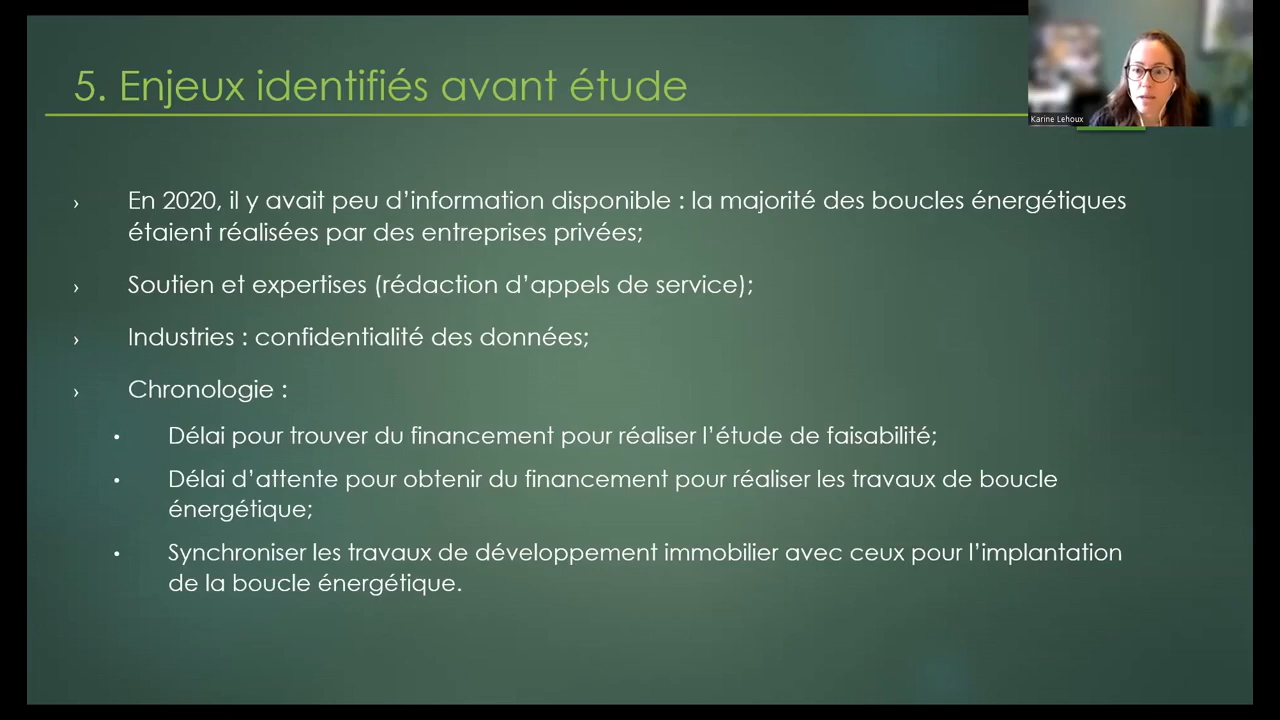 5. Enjeux identifiés avant étude
Karine Lehoux
› En 2020, il y avait peu d’information disponible : la majorité des boucles énergétiques
étaient réalisées par des entreprises privées;
› Soutien et expertises (rédaction d’appels de service);
› Industries : confidentialité des données;
› Chronologie :
• Délai pour trouver du financement pour réaliser l’étude de faisabilité;
• Délai d’attente pour obtenir du financement pour réaliser les travaux de boucle
énergétique;
• Synchroniser les travaux de développement immobilier avec ceux pour l’implantation
de la boucle énergétique.